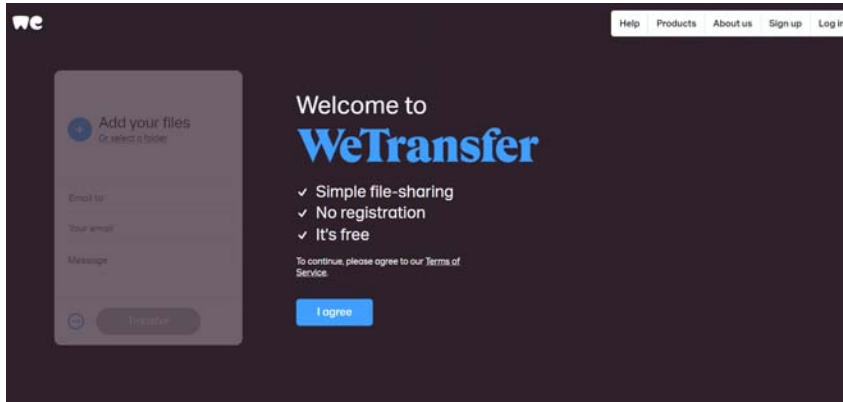 we
Help Products About us Sign up Log in
Add your files
Or select a folder
Email to
Your email
Message
Transfer
Welcome to
WeTransfer
Simple file-sharing
No registration
It's free
To continue, please agree to our Terms of
Service.
I agree